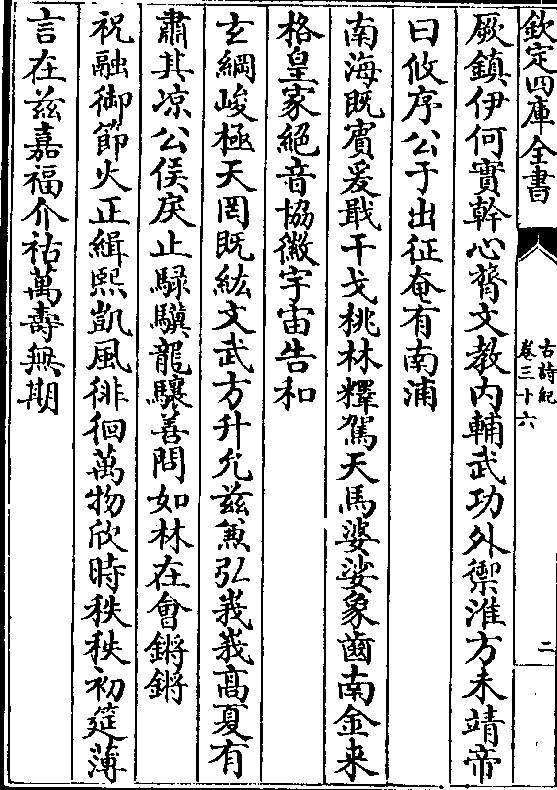 欽定四庫全書
古詩紀
卷三十六
二
厥鎮伊何實幹心膂文教内輔武功外禦淮方未靖帝
曰攸序公于出征奄有南浦
南海既賓爰戢干戈桃林釋駕天馬婆娑象齒南金来
格皇家絕音協徽宇宙告和
玄綱峻極天罔既紘文武方升允兹兼弘峩峩髙夏有
肅其凉公侯戾止騄驥龍驤善問如林在會鏘鏘
祝融御節火正緝熙凱風徘徊萬物欣時秩秩初筵薄
言在兹嘉福介祜萬壽無期